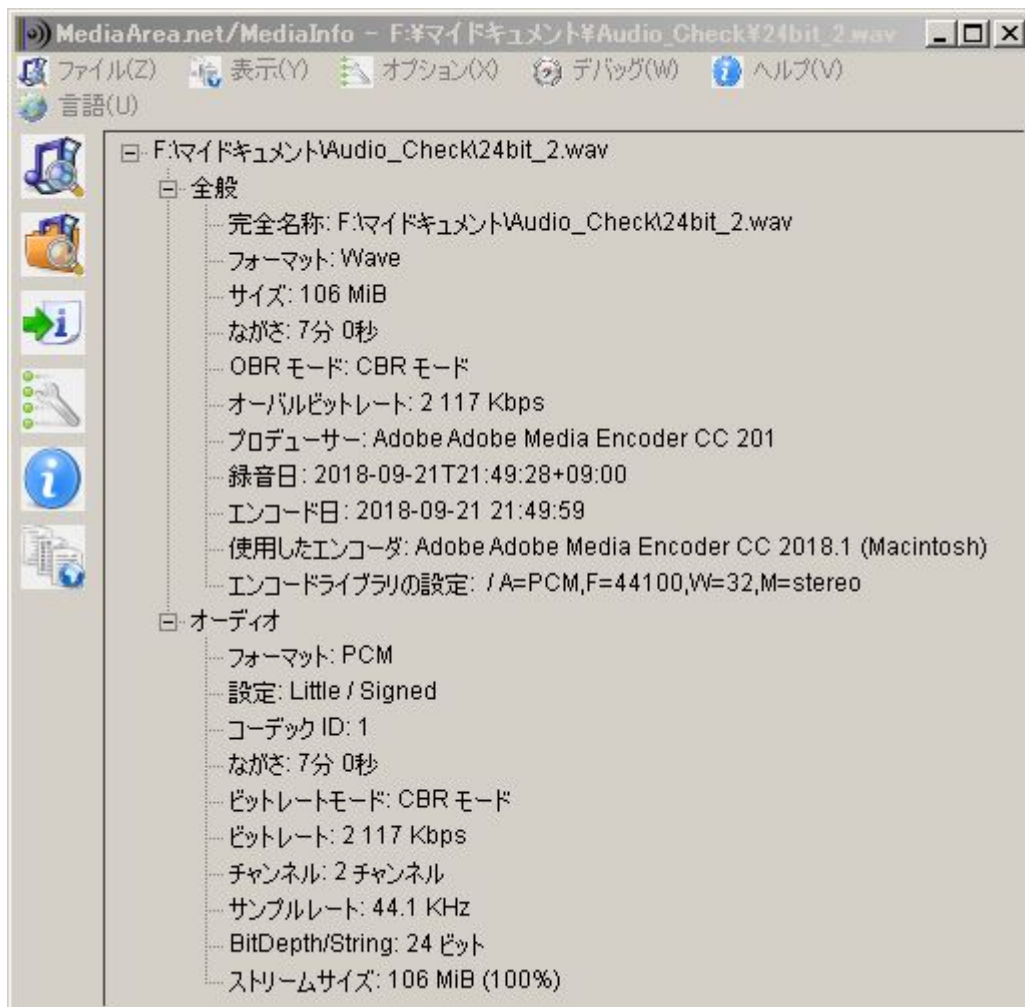 MediaArea.net/MediaInfo - F:¥マイドキュメント¥Audio_Check¥24bit_2.wav
ファイル(Z) 表示(Y) オプション(X) デバッグ(W) ヘルプ(V)
言語(U)
F:\マイドキュメント\Audio_Check\24bit_2.wav
全般
完全名称: F:\マイドキュメント\Audio_Check\24bit_2.wav
フォーマット: Wave
サイズ: 106 MiB
ながさ: 7分 0秒
OBR モード: CBR モード
オーバルビットレート: 2 117 Kbps
プロデューサー: Adobe Adobe Media Encoder CC 201
録音日: 2018-09-21T21:49:28+09:00
エンコード日: 2018-09-21 21:49:59
使用したエンコーダ: Adobe Adobe Media Encoder CC 2018.1 (Macintosh)
エンコードライブラリの設定: / A=PCM,F=44100,W=32,M=stereo
オーディオ
フォーマット: PCM
設定: Little / Signed
コーデック ID: 1
ながさ: 7分 0秒
ビットレートモード: CBR モード
ビットレート: 2 117 Kbps
チャンネル: 2 チャンネル
サンプルレート: 44.1 KHz
BitDepth/String: 24 ビット
ストリームサイズ: 106 MiB (100%)